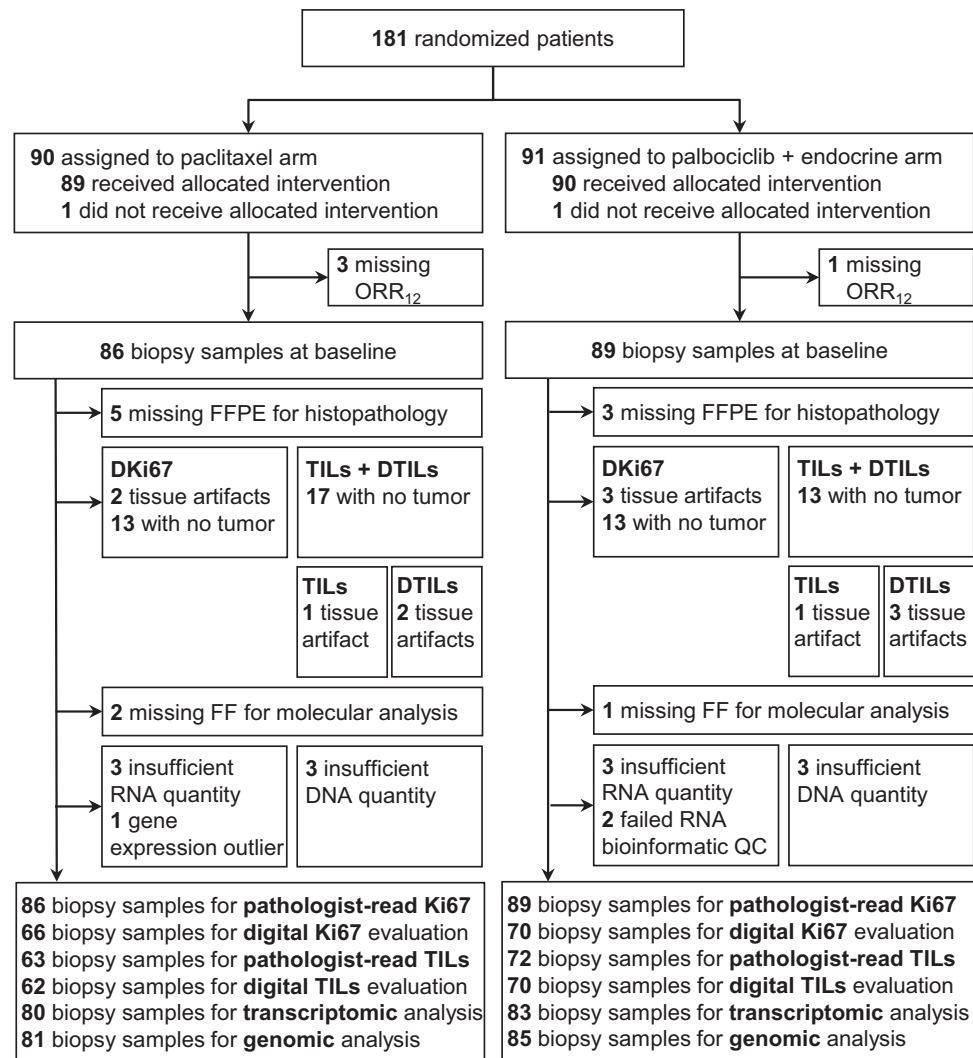 181 randomized patients
90 assigned to paclitaxel arm
89 received allocated intervention
1 did not receive allocated intervention
91 assigned to palbociclib + endocrine arm
90 received allocated intervention
1 did not receive allocated intervention
3 missing
ORR12
1 missing
ORR12
86 biopsy samples at baseline
89 biopsy samples at baseline
5 missing FFPE for histopathology
3 missing FFPE for histopathology
DKi67
2 tissue artifacts
13 with no tumor
TILs + DTILs
17 with no tumor
DKi67
3 tissue artifacts
13 with no tumor
TILs + DTILs
13 with no tumor
TILs
1 tissue
artifact
DTILs
2 tissue
artifacts
TILs
1 tissue
artifact
DTILs
3 tissue
artifacts
2 missing FF for molecular analysis
1 missing FF for molecular analysis
3 insufficient
RNA quantity
1 gene
expression outlier
3 insufficient
DNA quantity
3 insufficient
RNA quantity
2 failed RNA
bioinformatic QC
3 insufficient
DNA quantity
86 biopsy samples for pathologist-read Ki67
66 biopsy samples for digital Ki67 evaluation
63 biopsy samples for pathologist-read TILs
62 biopsy samples for digital TILs evaluation
80 biopsy samples for transcriptomic analysis
81 biopsy samples for genomic analysis
89 biopsy samples for pathologist-read Ki67
70 biopsy samples for digital Ki67 evaluation
72 biopsy samples for pathologist-read TILs
70 biopsy samples for digital TILs evaluation
83 biopsy samples for transcriptomic analysis
85 biopsy samples for genomic analysis